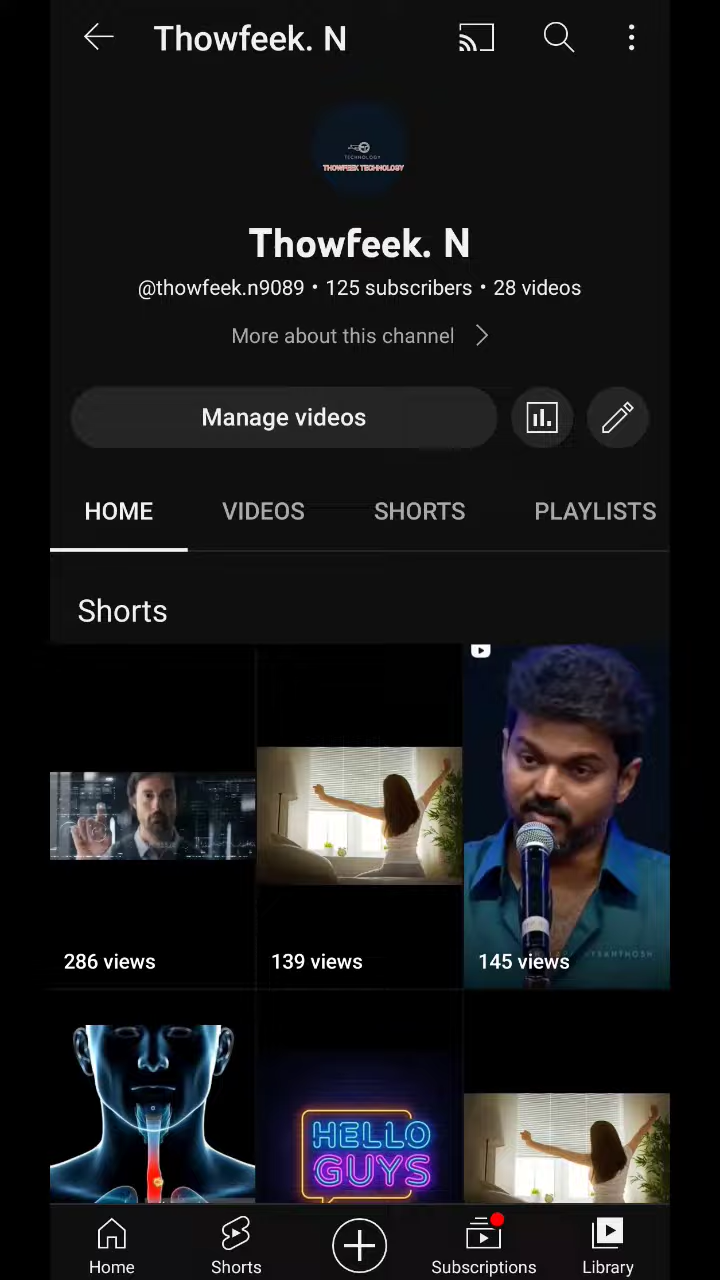 Thowfeek. N
TECHNOLOGY
THOWFEEK TECHNOLOGY
Thowfeek. N
@thowfeek.n9089 • 125 subscribers • 28 videos
More about this channel
Manage videos
HOME VIDEOS SHORTS PLAYLISTS
Shorts
286 views 139 views 145 views
HELLO
GUYS
Home Shorts Subscriptions Library